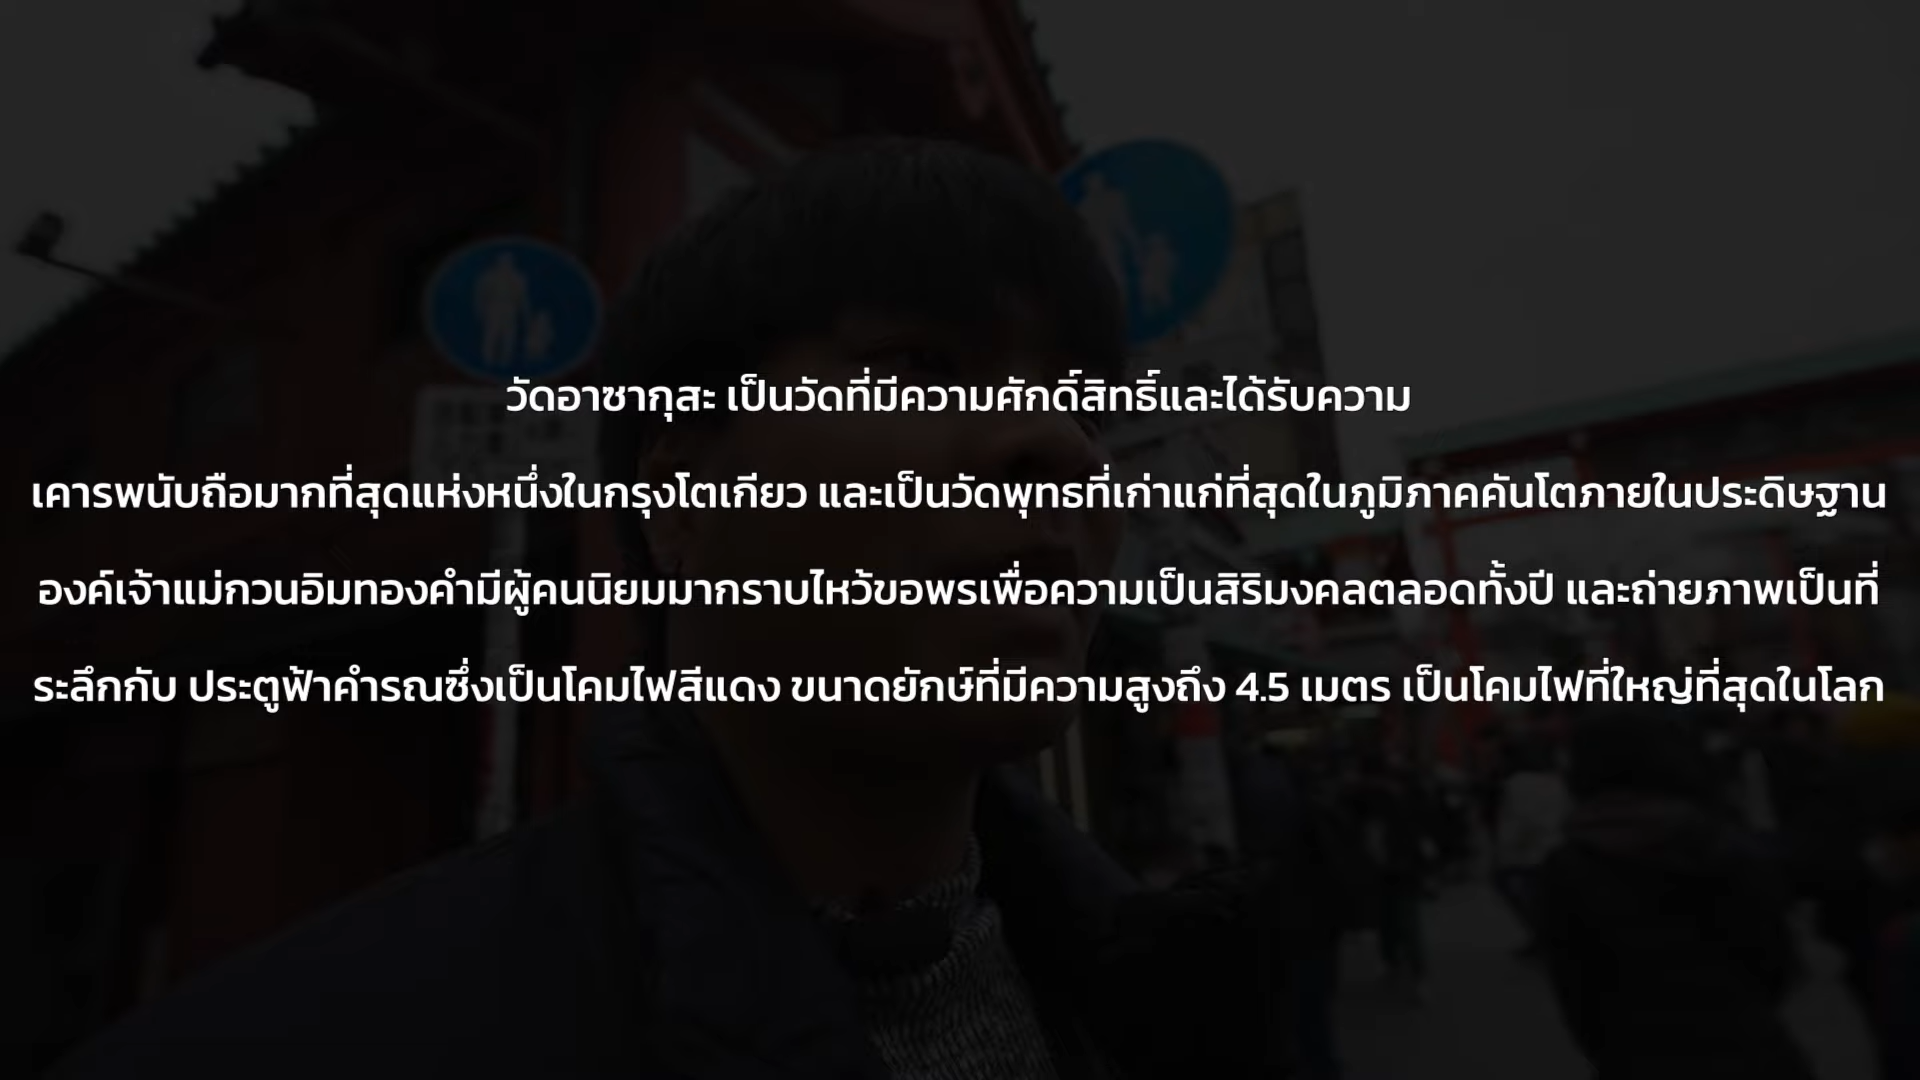 วัดอาซากุสะ เป็นวัดที่มีความศักดิ์สิทธิ์และได้รับความ
เคารพนับถือมากที่สุดแห่งหนึ่งในกรุงโตเกียว และเป็นวัดพุทธที่เก่าแก่ที่สุดในภูมิภาคคันโตภายในประดิษฐาน
องค์เจ้าแม่กวนอิมทองคำมีผู้คนนิยมมากราบไหว้ขอพรเพื่อความเป็นสิริมงคลตลอดทั้งปี และถ่ายภาพเป็นที่
ระลึกกับ ประตูฟ้าคำรณซึ่งเป็นโคมไฟสีแดง ขนาดยักษ์ที่มีความสูงถึง 4.5 เมตร เป็นโคมไฟที่ใหญ่ที่สุดในโลก